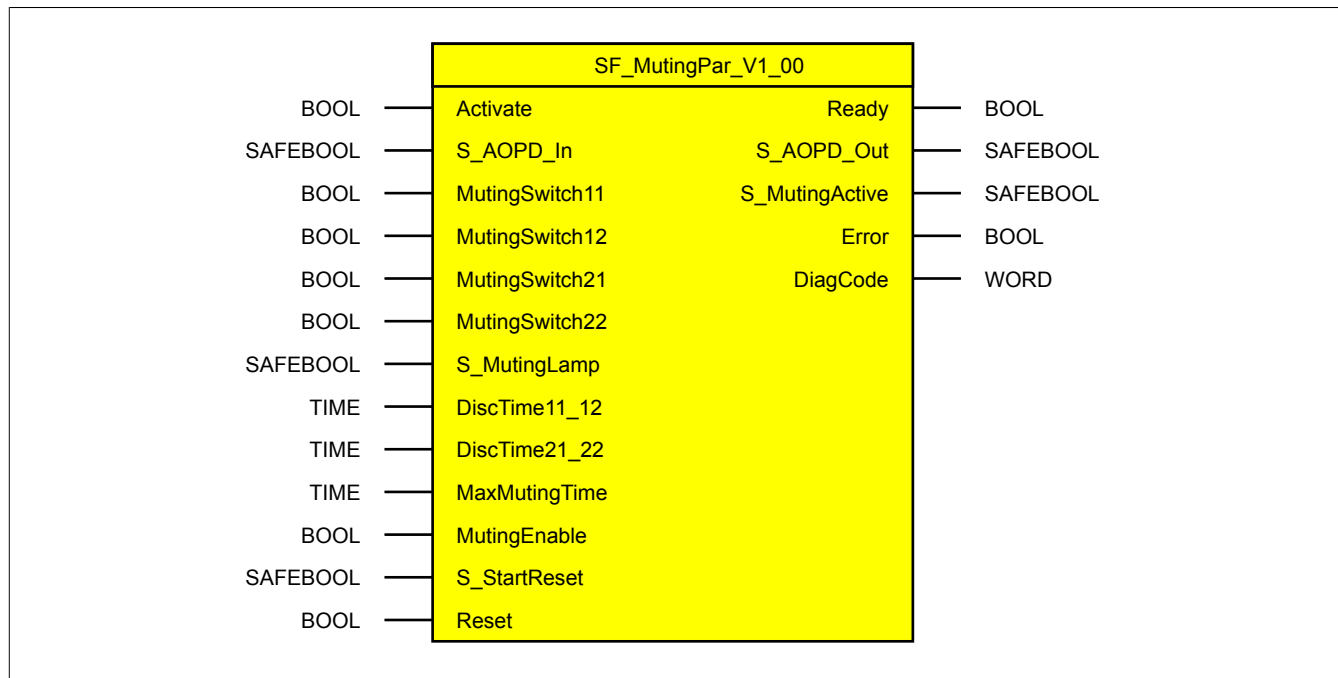 SF_MutingPar_V1_00
BOOL Activate Ready BOOL
SAFEBOOL S_AOPD_In S_AOPD_Out SAFEBOOL
BOOL MutingSwitch11 S_MutingActive SAFEBOOL
BOOL MutingSwitch12 Error BOOL
BOOL MutingSwitch21 DiagCode WORD
BOOL MutingSwitch22
SAFEBOOL S_MutingLamp
TIME DiscTime11_12
TIME DiscTime21_22
TIME MaxMutingTime
BOOL MutingEnable
SAFEBOOL S_StartReset
BOOL Reset